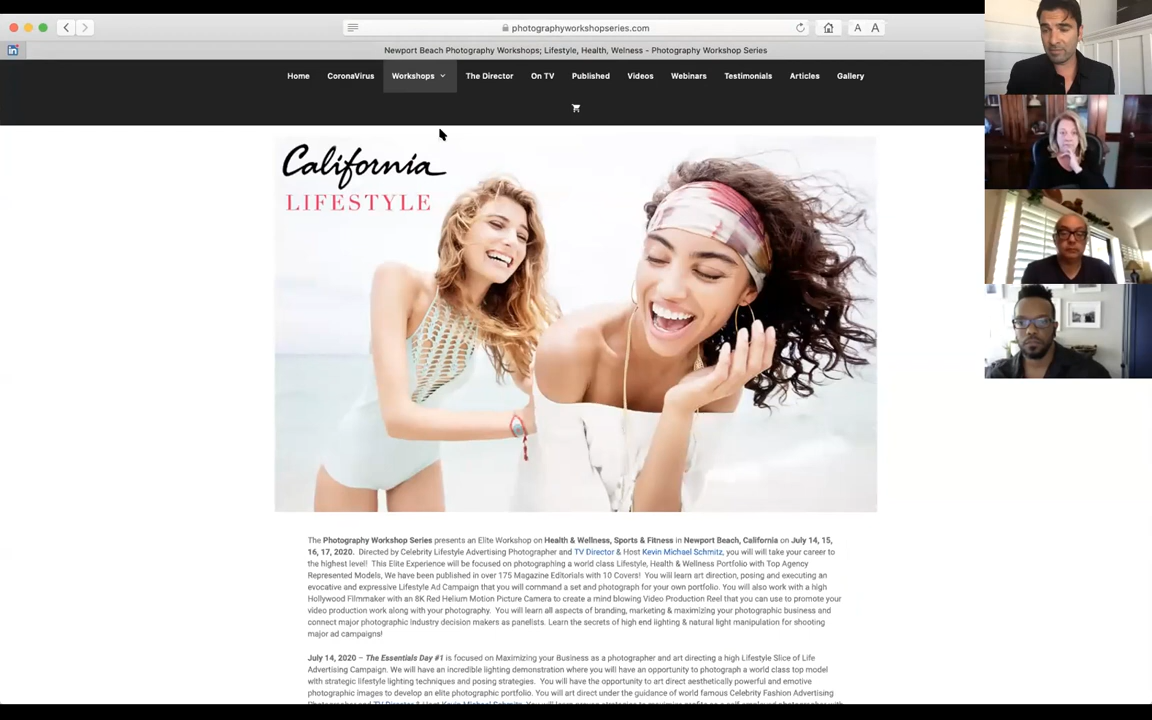 photographyworkshopseries.com
A A
Newport Beach Photography Workshops; Lifestyle, Health, Welness - Photography Workshop Series
Home CoronaVirus Workshops The Director On TV Published Videos Webinars Testimonials Articles Gallery
California
LIFESTYLE
The Photography Workshop Series presents an Elite Workshop on Health & Wellness, Sports & Fitness in Newport Beach, California on July 14, 15,
16, 17, 2020. Directed by Celebrity Lifestyle Advertising Photographer and TV Director & Host Kevin Michael Schmitz, you will will take your career to
the highest level! This Elite Experience will be focused on photographing a world class Lifestyle, Health & Wellness Portfolio with Top Agency
Represented Models, We have been published in over 175 Magazine Editorials with 10 Covers! You will learn art direction, posing and executing an
evocative and expressive Lifestyle Ad Campaign that you will command a set and photograph for your own portfolio. You will also work with a high
Hollywood Filmmaker with an 8K Red Helium Motion Picture Camera to create a mind blowing Video Production Reel that you can use to promote your
video production work along with your photography. You will learn all aspects of branding, marketing & maximizing your photographic business and
connect major photographic industry decision makers as panelists. Learn the secrets of high end lighting & natural light manipulation for shooting
major ad campaigns!
July 14, 2020 – The Essentials Day #1 is focused on Maximizing your Business as a photographer and art directing a high Lifestyle Slice of Life
Advertising Campaign. We will have an incredible lighting demonstration where you will have an opportunity to photograph a world class top model
with strategic lifestyle lighting techniques and posing strategies. You will have the opportunity to art direct aesthetically powerful and emotive
photographic images to develop an elite photographic portfolio. You will art direct under the guidance of world famous Celebrity Fashion Advertising